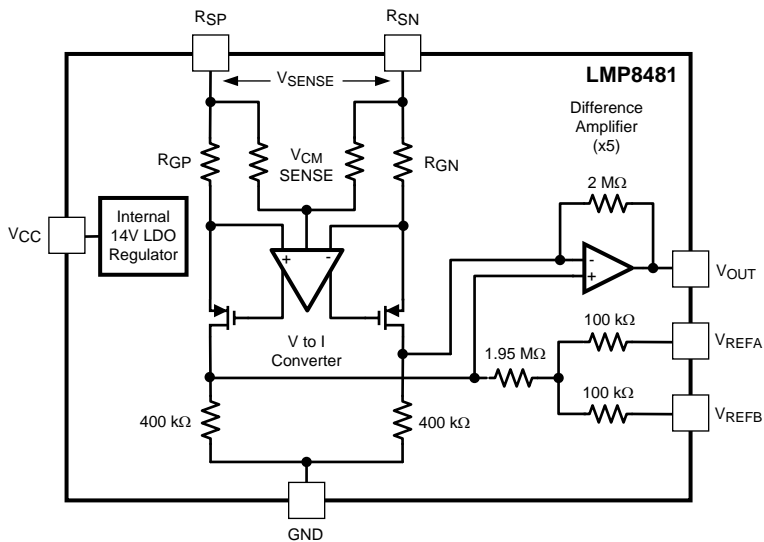 RSP
RSN
VSENSE
LMP8481
Difference
Amplifier
(x5)
RGP
VCM
SENSE
RGN
2 MΩ
VCC
Internal
14V LDO
Regulator
+
-
-
+
VOUT
V to I
Converter
1.95 MΩ
100 kΩ
VREFA
100 kΩ
VREFB
400 kΩ
400 kΩ
GND